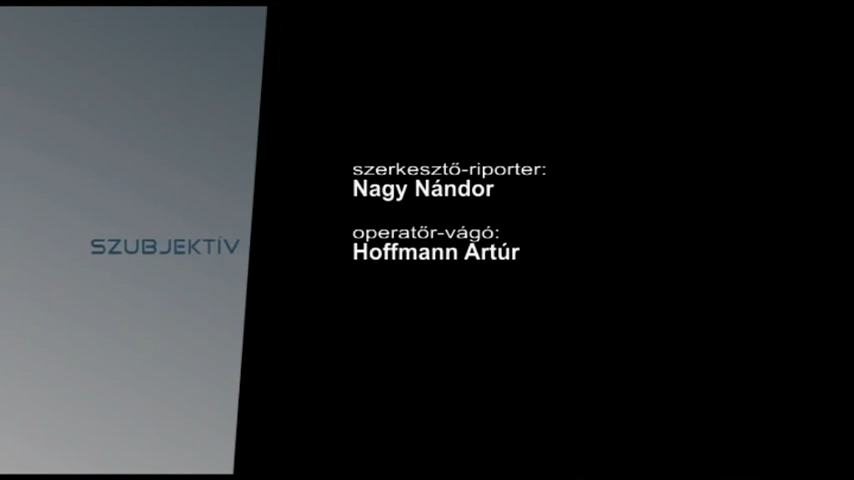 SZUBJEKTÍV
szerkesztő-riporter:
Nagy Nándor
operatőr-vágó:
Hoffmann Artúr